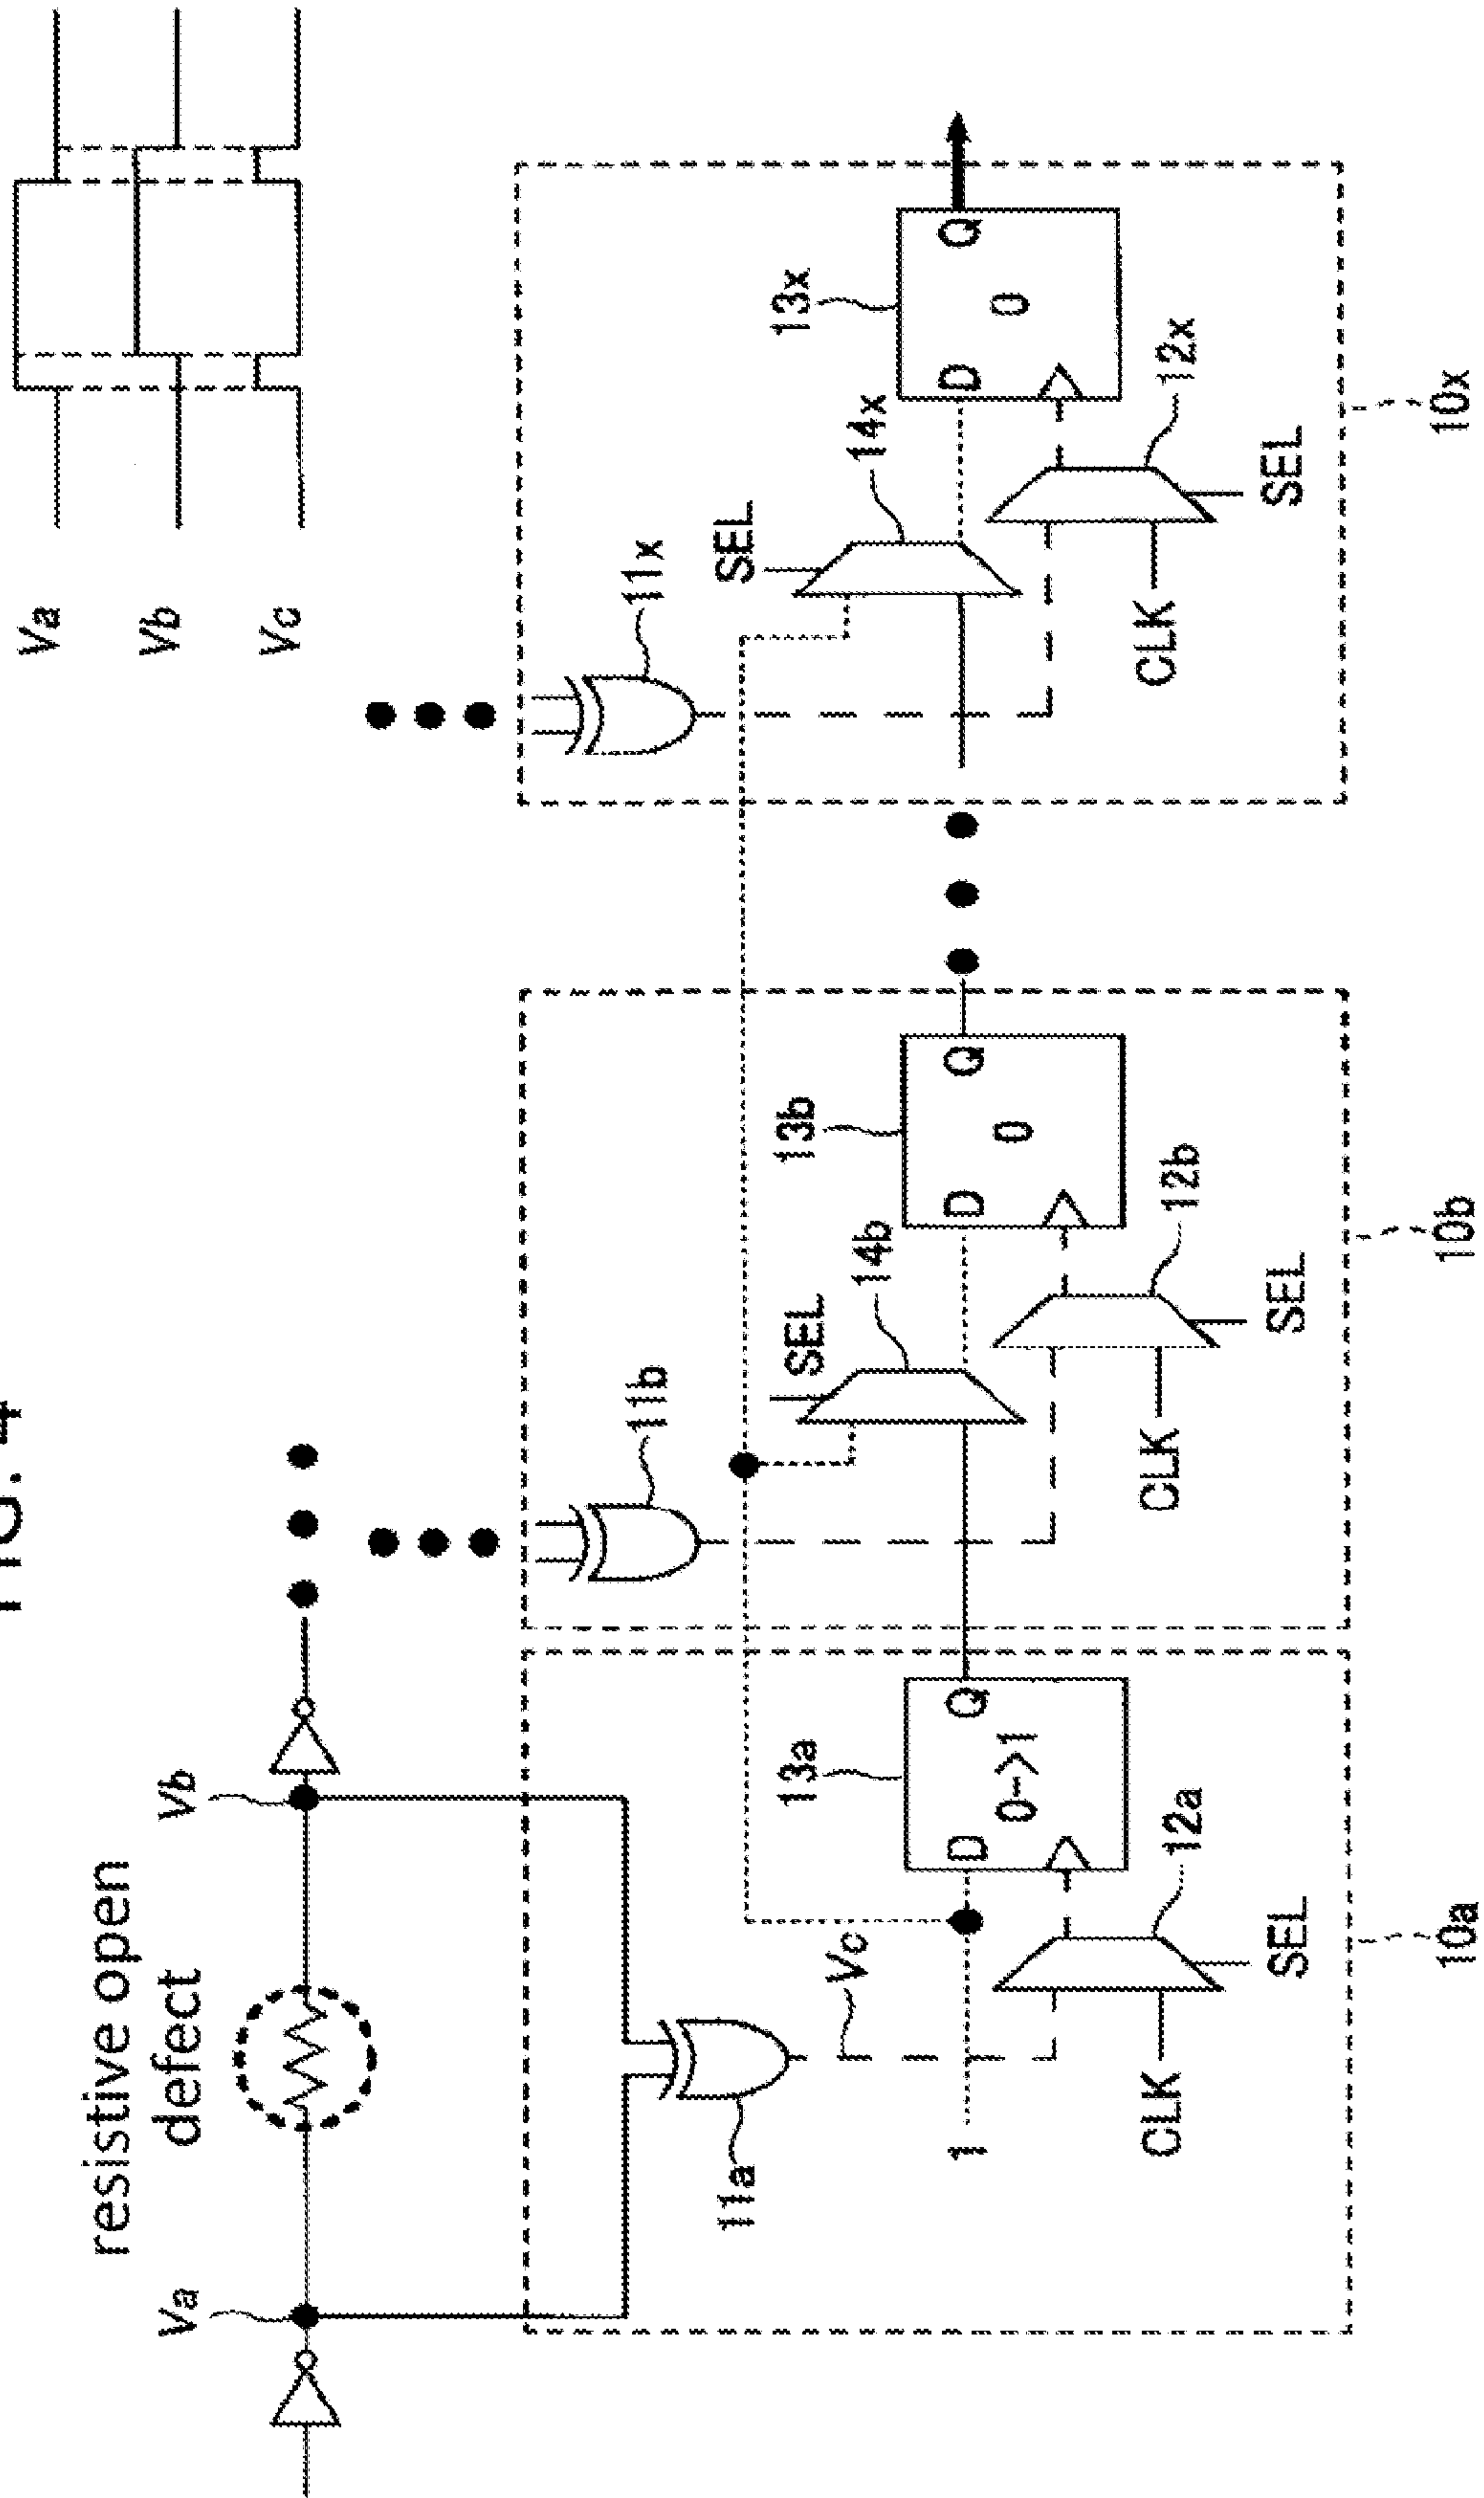 FIG. 4
resistive open
defect
Va
Vb
Va
Vb
Vc
11a
Vc
1
D
Q
0->1
13a
CLK
SEL
12a
10a
11b
SEL
14b
D
Q
0
13b
CLK
SEL
12b
10b
11x
SEL
14x
D
Q
0
13x
CLK
SEL
12x
10x